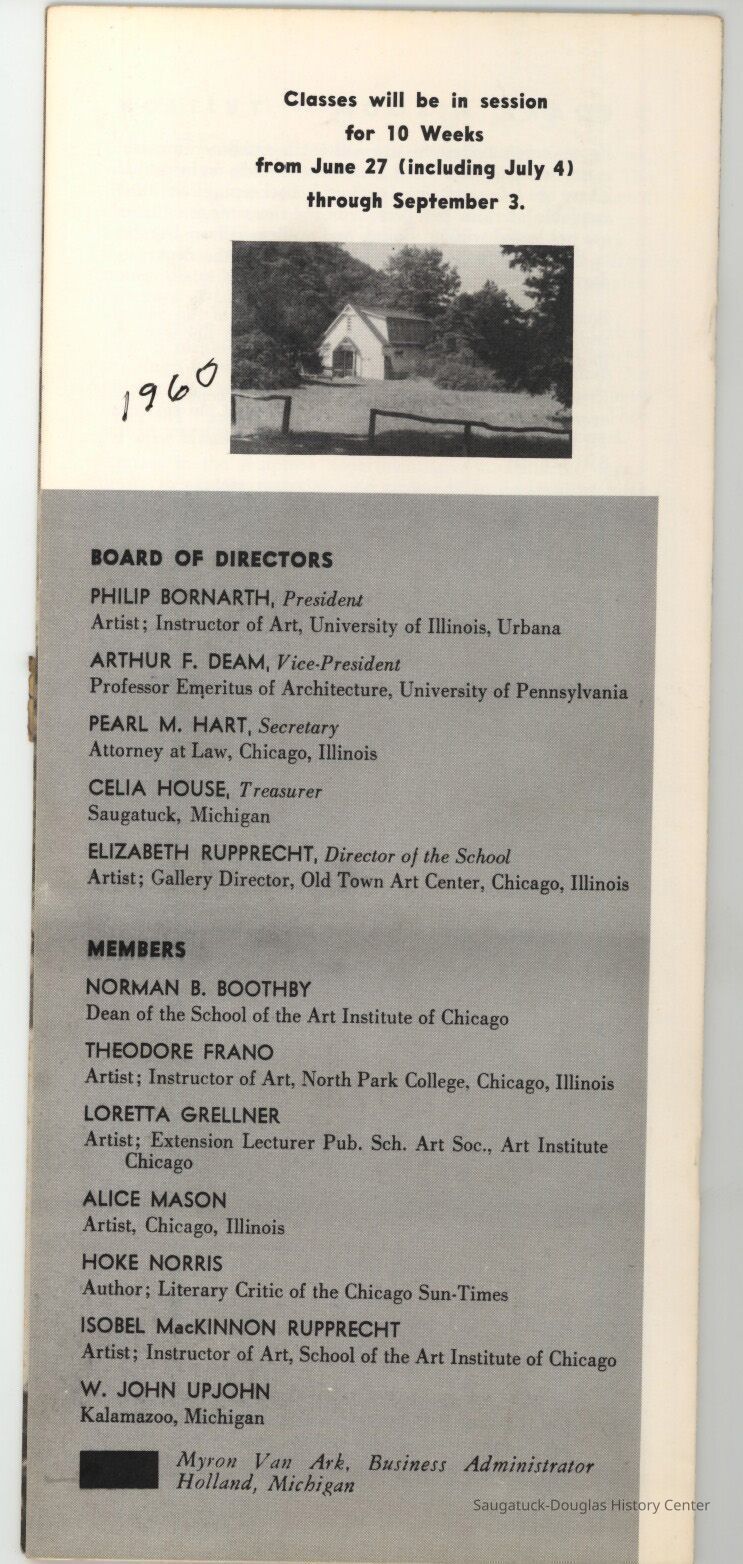 Classes will be in session
for 10 Weeks
from June 27 (including July 4)
through September 3.
1960
BOARD OF DIRECTORS
PHILIP BORNARTH, President
Artist; Instructor of Art, University of Illinois, Urbana
ARTHUR F. DEAM, Vice-President
Professor Emeritus of Architecture, University of Pennsylvania
PEARL M. HART, Secretary
Attorney at Law, Chicago, Illinois
CELIA HOUSE, Treasurer
Saugatuck, Michigan
ELIZABETH RUPPRECHT, Director of the School
Artist; Gallery Director, Old Town Art Center, Chicago, Illinois
MEMBERS
NORMAN B. BOOTHBY
Dean of the School of the Art Institute of Chicago
THEODORE FRANO
Artist; Instructor of Art, North Park College, Chicago, Illinois
LORETTA GRELLNER
Artist; Extension Lecturer Pub. Sch. Art Soc., Art Institute
Chicago
ALICE MASON
Artist, Chicago, Illinois
HOKE NORRIS
Author; Literary Critic of the Chicago Sun-Times
ISOBEL MacKINNON RUPPRECHT
Artist; Instructor of Art, School of the Art Institute of Chicago
W. JOHN UPJOHN
Kalamazoo, Michigan
Myron Van Ark, Business Administrator
Holland, Michigan
Saugatuck-Douglas History Center